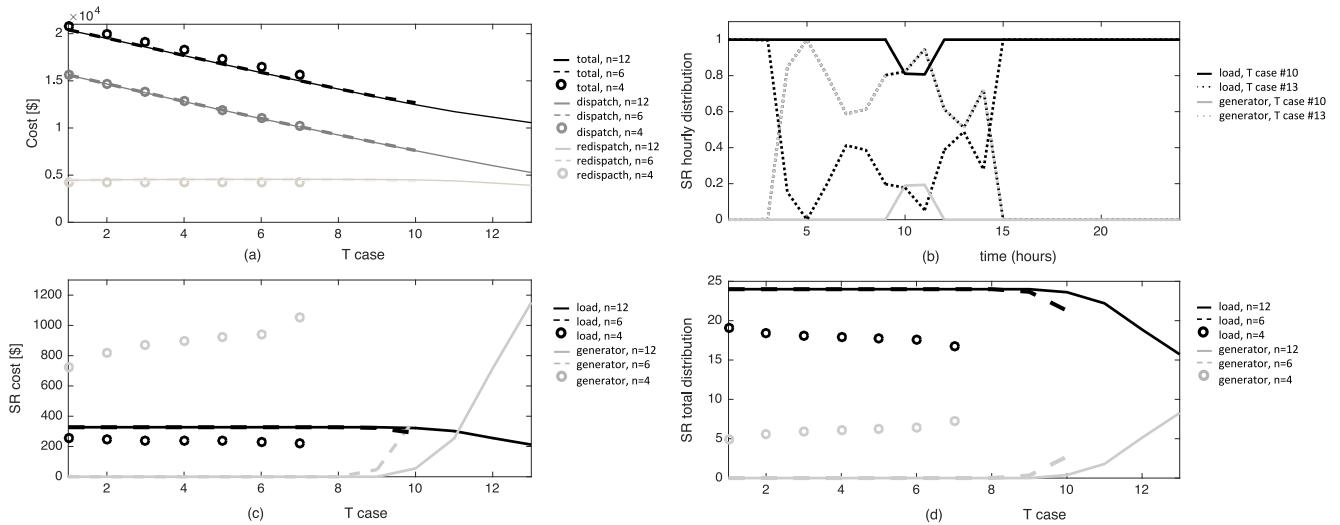 ×10⁴
2
1.5
1
0.5
0
Cost [$]
2 4 6 8 10 12
(a) T case
total, n=12
total, n=6
total, n=4
dispatch, n=12
dispatch, n=6
dispatch, n=4
redispatch, n=12
redispatch, n=6
redispacth, n=4
1
0.8
0.6
0.4
0.2
0
SR hourly distribution
5 10 15 20
(b) time (hours)
load, T case #10
load, T case #13
generator, T case #10
generator, T case #13
1200
1000
800
600
400
200
0
SR cost [$]
2 4 6 8 10 12
(c) T case
load, n=12
load, n=6
load, n=4
generator, n=12
generator, n=6
generator, n=4
25
20
15
10
5
0
SR total distribution
2 4 6 8 10 12
(d) T case
load, n=12
load, n=6
load, n=4
generator, n=12
generator, n=6
generator, n=4